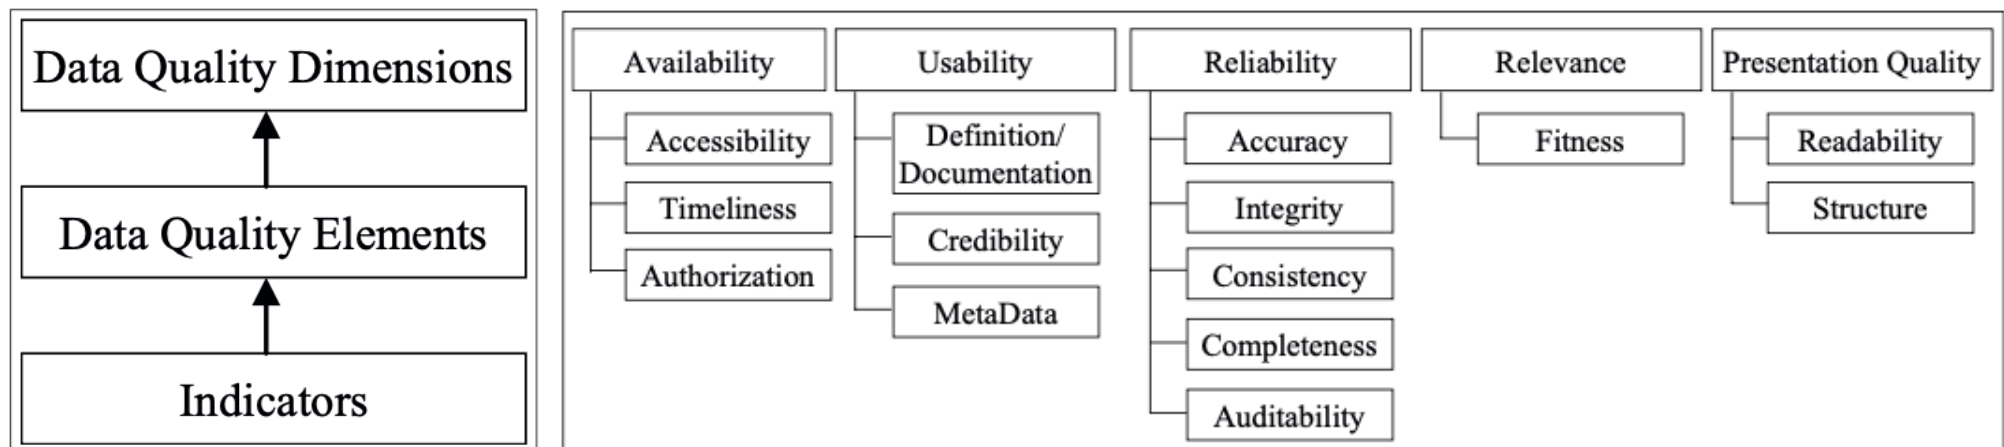 Data Quality Dimensions
Data Quality Elements
Indicators
Availability
Accessibility
Timeliness
Authorization
Usability
Definition/
Documentation
Credibility
MetaData
Reliability
Accuracy
Integrity
Consistency
Completeness
Auditability
Relevance
Fitness
Presentation Quality
Readability
Structure